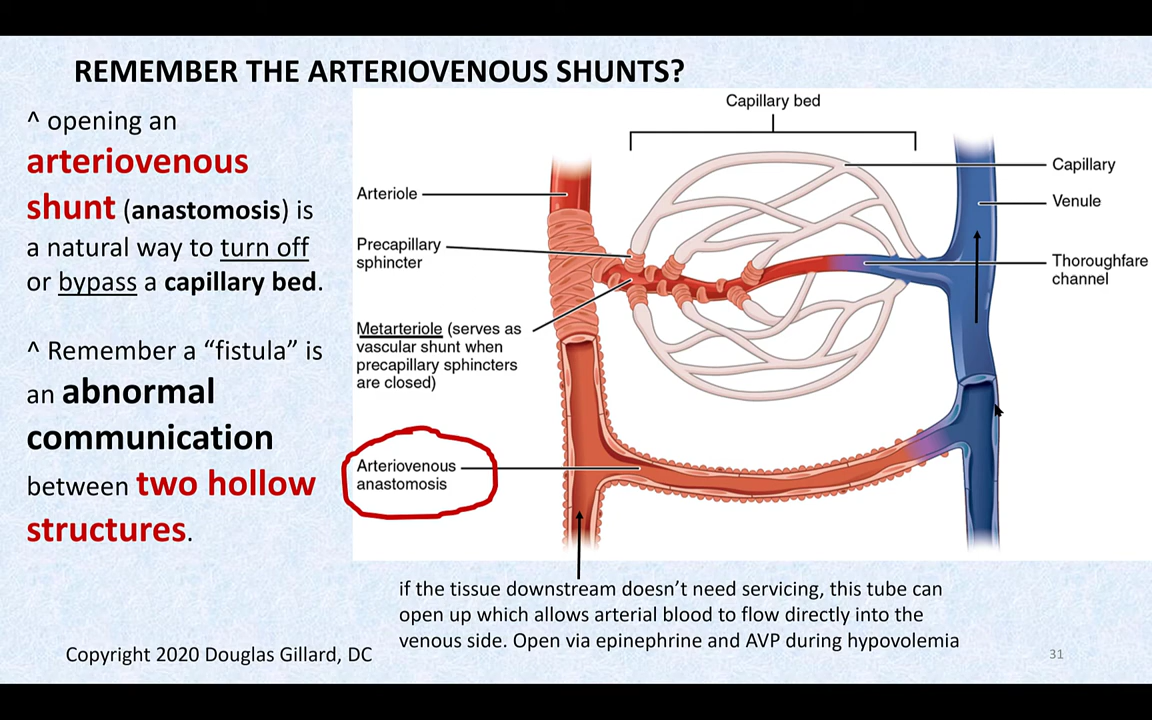 REMEMBER THE ARTERIOVENOUS SHUNTS?
^ opening an
arteriovenous
shunt (anastomosis) is
a natural way to turn off
or bypass a capillary bed.
^ Remember a “fistula” is
an abnormal
communication
between two hollow
structures.
Capillary bed
Arteriole
Precapillary
sphincter
Metarteriole (serves as
vascular shunt when
precapillary sphincters
are closed)
Arteriovenous
anastomosis
Capillary
Venule
Thoroughfare
channel
if the tissue downstream doesn’t need servicing, this tube can
open up which allows arterial blood to flow directly into the
venous side. Open via epinephrine and AVP during hypovolemia
Copyright 2020 Douglas Gillard, DC
31